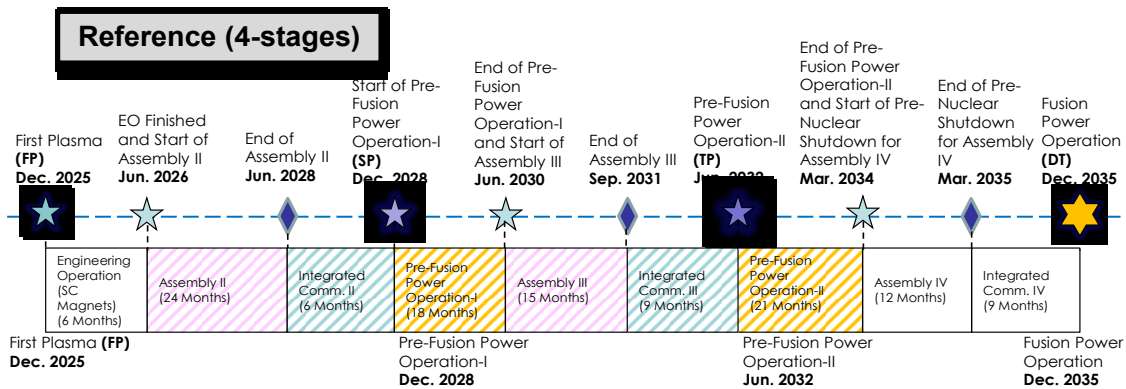 Reference (4-stages)
First Plasma
(FP)
Dec. 2025
EO Finished
and Start of
Assembly II
Jun. 2026
End of
Assembly II
Jun. 2028
Start of Pre-
Fusion
Power
Operation-I
(SP)
Dec. 2028
End of Pre-
Fusion
Power
Operation-I
and Start of
Assembly III
Jun. 2030
End of
Assembly III
Sep. 2031
Pre-Fusion
Power
Operation-II
(TP)
Jun. 2032
End of Pre-
Fusion Power
Operation-II
and Start of Pre-
Nuclear
Shutdown for
Assembly IV
Mar. 2034
End of Pre-
Nuclear
Shutdown
for Assembly
IV
Mar. 2035
Fusion
Power
Operation
(DT)
Dec. 2035
Engineering
Operation
(SC
Magnets)
(6 Months)
Assembly II
(24 Months)
Integrated
Comm. II
(6 Months)
Pre-Fusion
Power
Operation-I
(18 Months)
Assembly III
(15 Months)
Integrated
Comm. III
(9 Months)
Pre-Fusion
Power
Operation-II
(21 Months)
Assembly IV
(12 Months)
Integrated
Comm. IV
(9 Months)
First Plasma (FP)
Dec. 2025
Pre-Fusion Power
Operation-I
Dec. 2028
Pre-Fusion Power
Operation-II
Jun. 2032
Fusion Power
Operation
Dec. 2035